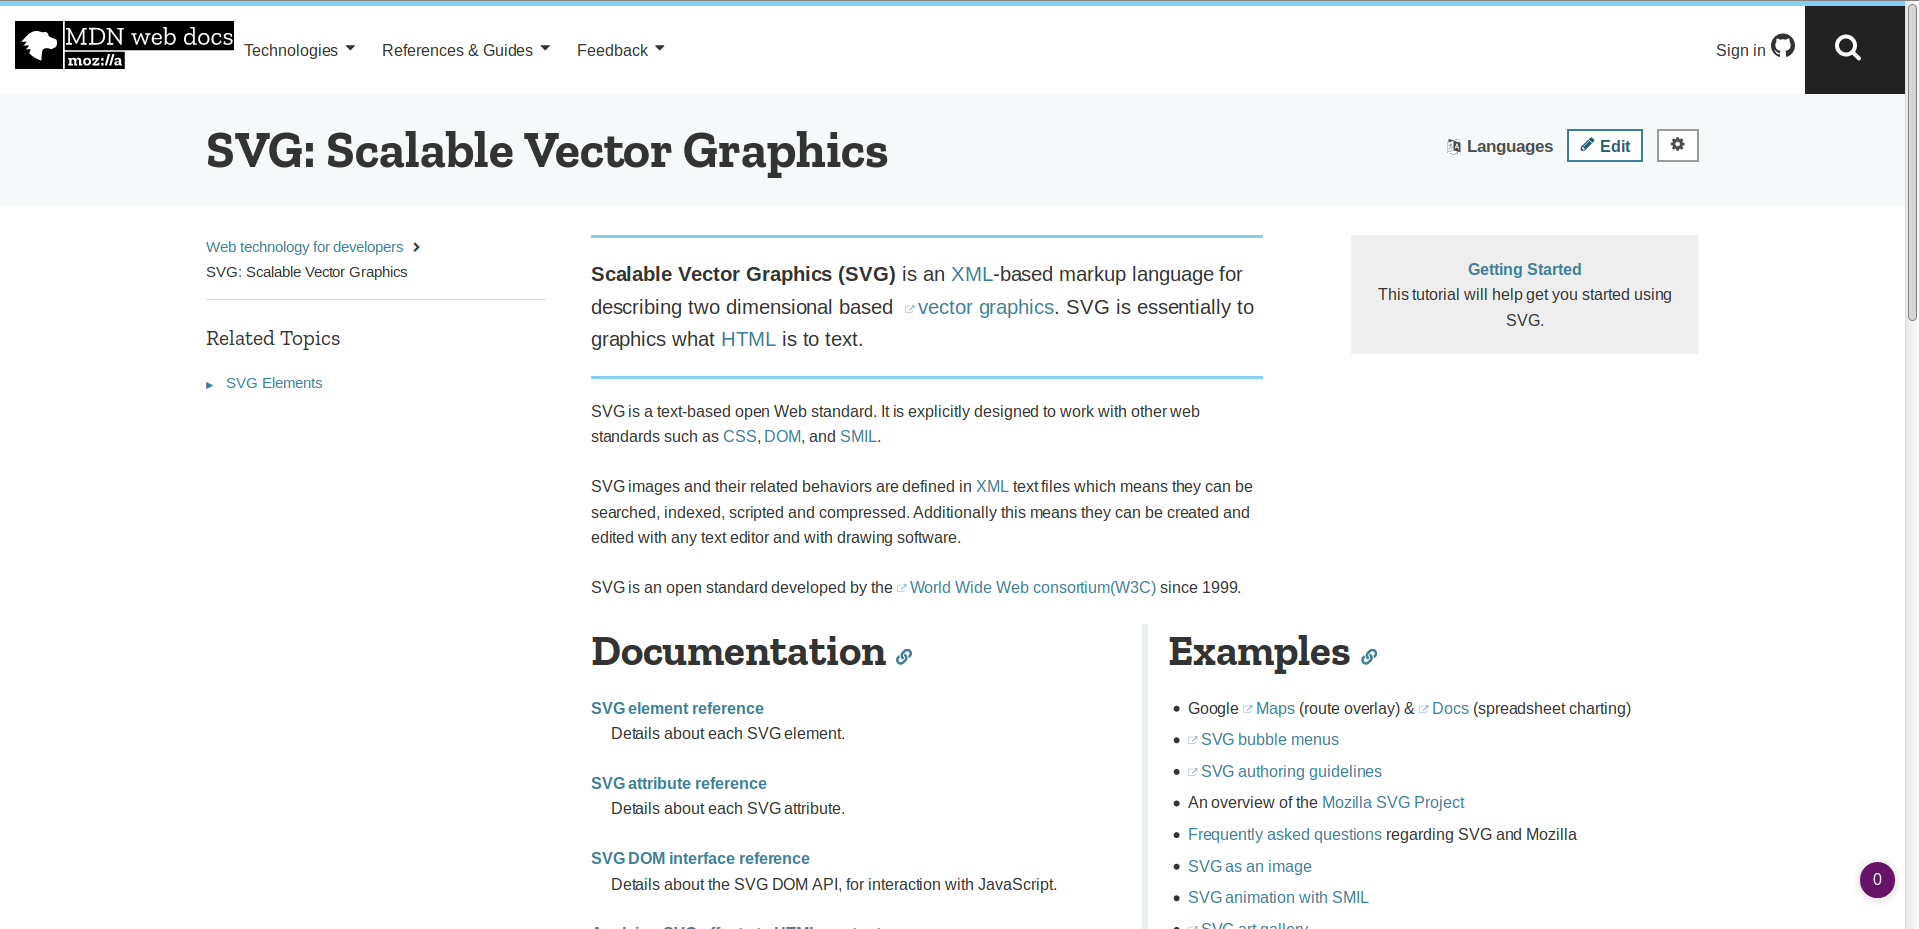 MDN web docs
moz://a
Technologies
References & Guides
Feedback
Sign in
SVG: Scalable Vector Graphics
Languages
Edit
Web technology for developers
SVG: Scalable Vector Graphics
Related Topics
SVG Elements
Scalable Vector Graphics (SVG) is an XML-based markup language for
describing two dimensional based vector graphics. SVG is essentially to
graphics what HTML is to text.
Getting Started
This tutorial will help get you started using
SVG.
SVG is a text-based open Web standard. It is explicitly designed to work with other web
standards such as CSS, DOM, and SMIL.
SVG images and their related behaviors are defined in XML text files which means they can be
searched, indexed, scripted and compressed. Additionally this means they can be created and
edited with any text editor and with drawing software.
SVG is an open standard developed by the World Wide Web consortium(W3C) since 1999.
Documentation
SVG element reference
Details about each SVG element.
SVG attribute reference
Details about each SVG attribute.
SVG DOM interface reference
Details about the SVG DOM API, for interaction with JavaScript.
Examples
Google Maps (route overlay) & Docs (spreadsheet charting)
SVG bubble menus
SVG authoring guidelines
An overview of the Mozilla SVG Project
Frequently asked questions regarding SVG and Mozilla
SVG as an image
SVG animation with SMIL
SVG art gallery
0